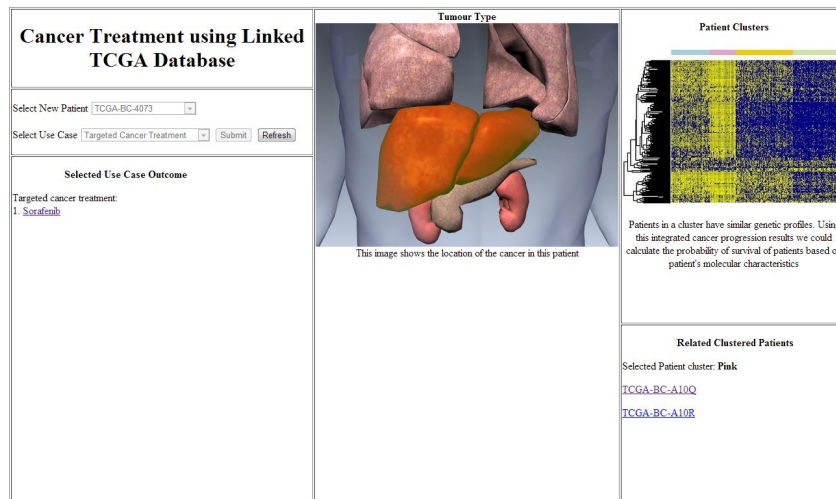 Cancer Treatment using Linked
TCGA Database
Select New Patient TCGA-BC-4073
Select Use Case Targeted Cancer Treatment Submit Refresh
Selected Use Case Outcome
Targeted cancer treatment:
1. Sorafenib
Tumour Type
This image shows the location of the cancer in this patient
Patient Clusters
Patients in a cluster have similar genetic profiles. Using
this integrated cancer progression results we could
calculate the probability of survival of patients based o
patient's molecular characteristics
Related Clustered Patients
Selected Patient cluster: Pink
TCGA-BC-A10Q
TCGA-BC-A10R